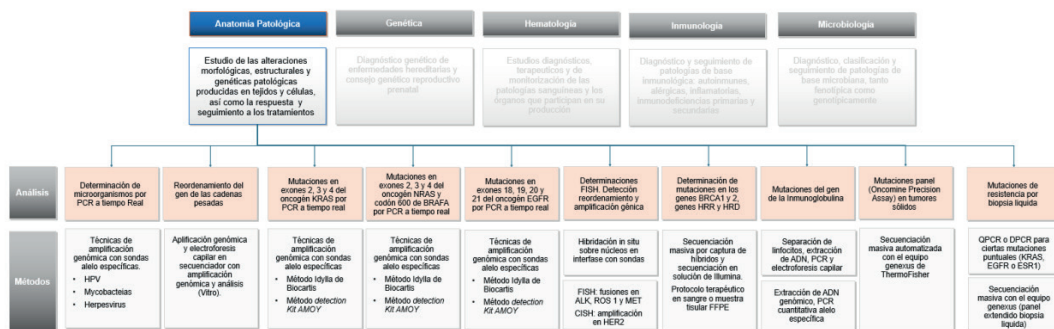 Anatomía Patológica
Genética
Hematología
Inmunología
Microbiología
Estudio de las alteraciones
morfológicas, estructurales y
genéticas patológicas
producidas en tejidos y células,
así como la respuesta y
seguimiento a los tratamientos
Diagnóstico genético de
enfermedades hereditarias y
consejo genético reproductivo
prenatal
Estudios diagnósticos,
terapeuticos y de
monitorización de las
patologías sanguíneas y los
órganos que participan en su
producción
Diagnóstico y seguimiento de
patologías de base
inmunológica: autoinmunes,
alérgicas, inflamatorias,
inmunodeficiencias primarias y
secundarias
Diagnóstico, clasificación y
seguimiento de patologías de
base microbiana, tanto
fenotípica como
genotípicamente
Análisis
Determinación de
microorganismos por
PCR a tiempo Real
Reordenamiento del
gen de las cadenas
pesadas
Mutaciones en
exones 2, 3 y 4 del
oncogén KRAS por
PCR a tiempo real
Mutaciones en
exones 2, 3 y 4 del
oncogén NRAS y
codón 600 de BRAFA
por PCR a tiempo real
Mutaciones en
exones 18, 19, 20 y
21 del oncogén EGFR
por PCR a tiempo real
Determinaciones
FISH. Detección
reordenamiento y
amplificación génica
Determinación de
mutaciones en los
genes BRCA1 y 2,
genes HRR y HRD
Mutaciones del gen
de la Inmoglobulina
Mutaciones panel
(Oncomine Precision
Assay) en tumores
sólidos
Mutaciones de
resistencia por
biopsia liquida
Métodos
Técnicas de
amplificación
genómica con sondas
alelo específicas.
• HPV
• Mycobacteias
• Herpesvirus
Aplificación genómica
y electroforesis
capilar en
secuenciador con
amplificación
genómica y análisis
(Vitro).
Técnicas de
amplificación
genómica con sondas
alelo específicas
• Método Idylla de
Biocartis
• Método detection
Kit AMOY
Técnicas de
amplificación
genómica con sondas
alelo específicas.
• Método Idylla de
Biocartis
• Método detection
Kit AMOY
Técnicas de
amplificación
genómica con sondas
alelo específicas.
• Método Idylla de
Biocartis
• Método detection
Kit AMOY
Hibridación in situ
sobre núcleos en
interfase con sondas
FISH: fusiones en
ALK, ROS 1 y MET
CISH: amplificación
en HER2
Secuenciación
masiva por captura de
híbridos y
secuenciación en
solución de Illumina.
Protocolo terapéutico
en sangre o muestra
tisular FFPE
Separación de
linfocitos, extracción
de ADN, PCR y
electroforesis capilar
Extracción de ADN
genómico, PCR
cuantitativa alelo
específica
Secuenciación
masiva automatizada
con el equipo
genexus de
ThermoFisher
QPCR o DPCR para
ciertas mutaciones
puntuales (KRAS,
EGFR o ESR1)
Secuenciación
masiva con el equipo
genexus (panel
extendido biopsia
liquida)